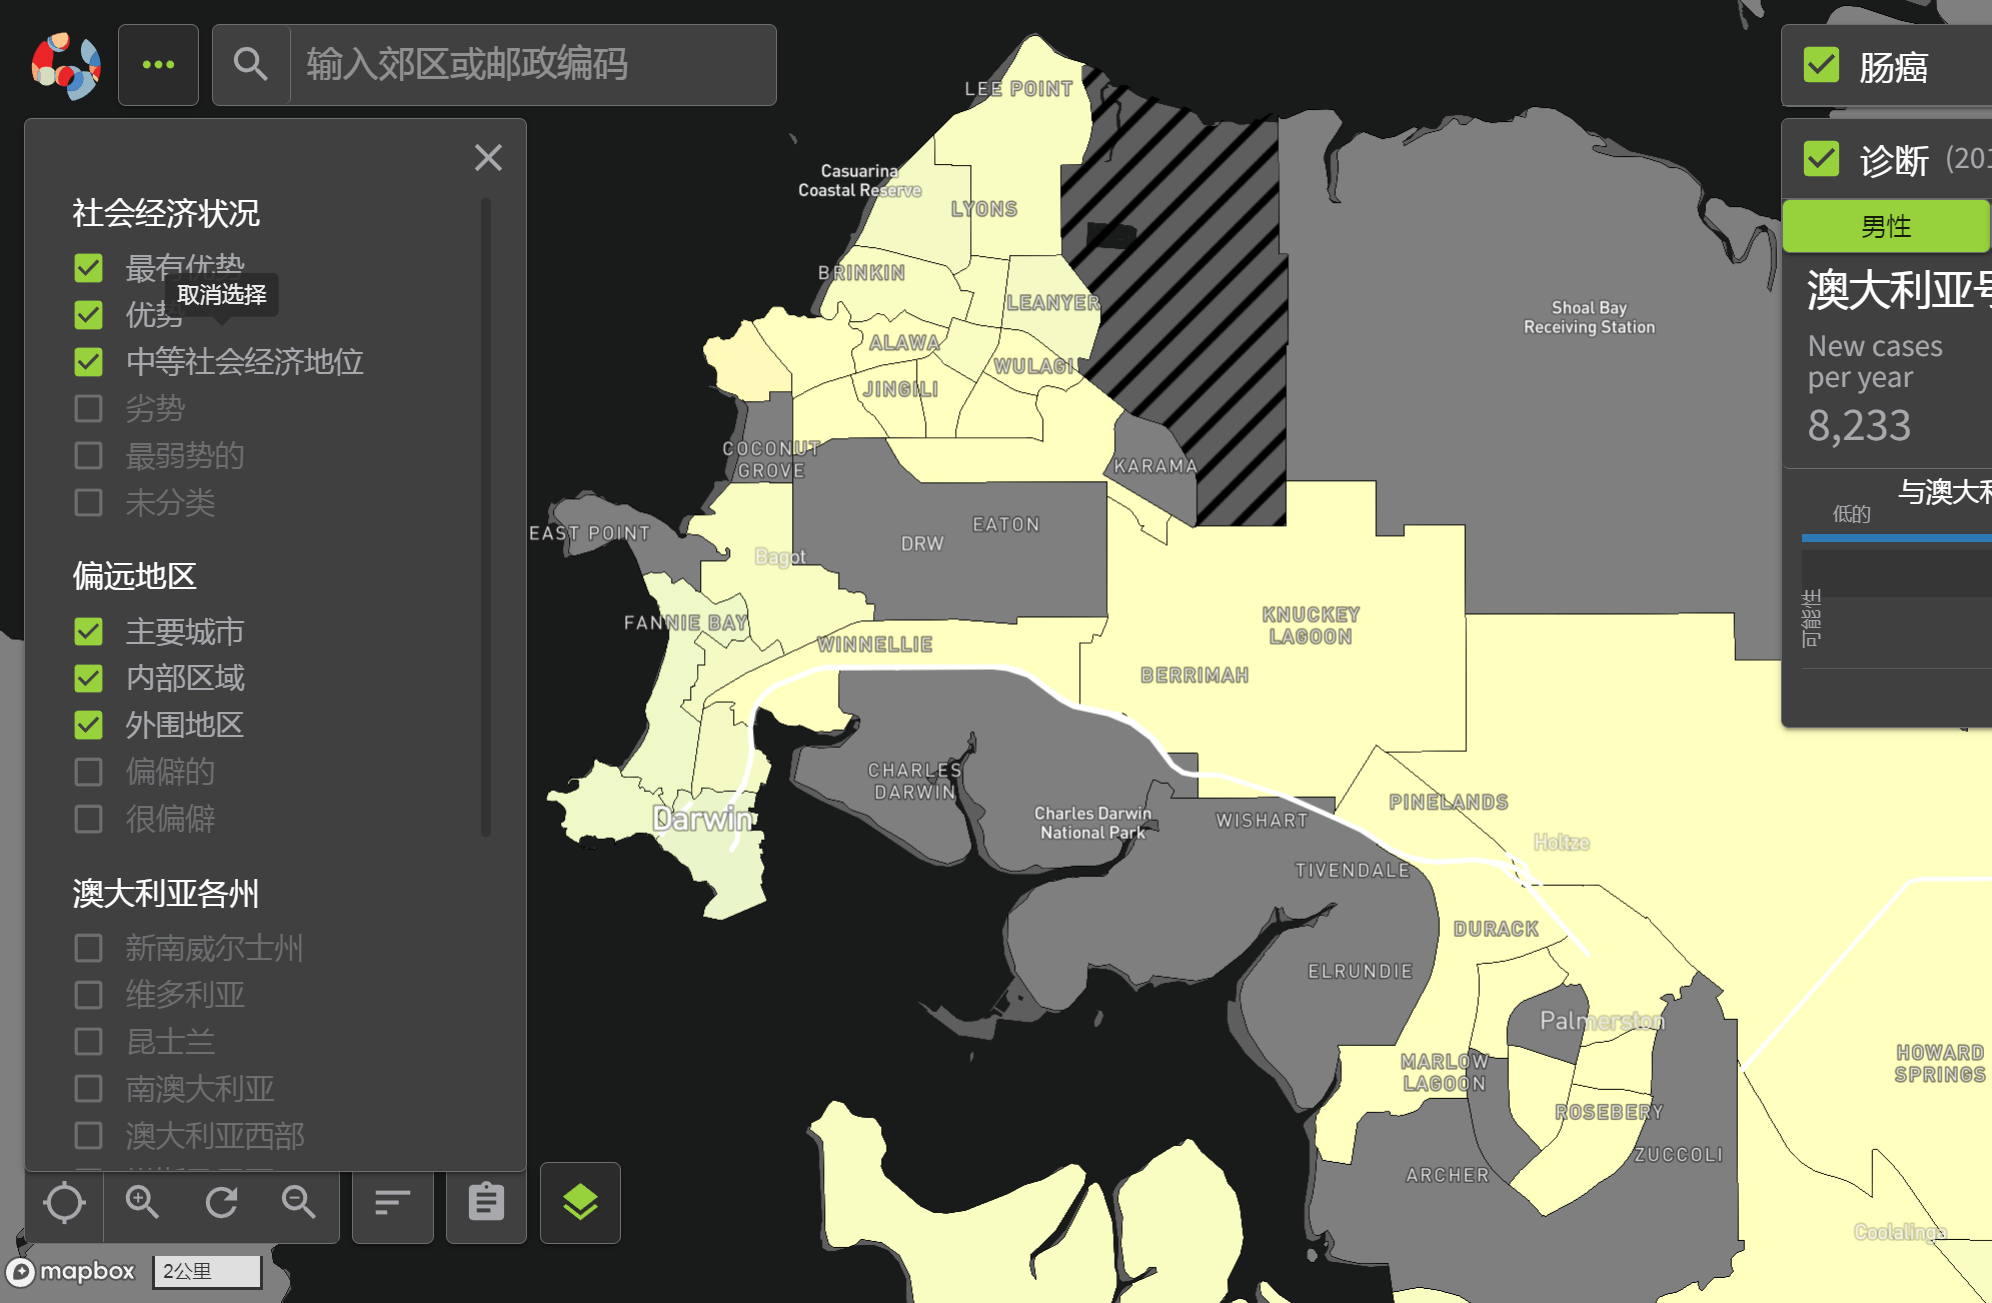 输入郊区或邮政编码
社会经济状况
最有优势
取消选择
优势
中等社会经济地位
劣势
最弱势的
未分类
偏远地区
主要城市
内部区域
外围地区
偏僻的
很偏僻
澳大利亚各州
新南威尔士州
维多利亚
昆士兰
南澳大利亚
澳大利亚西部
mapbox
2公里
LEE POINT
Casuarina
Coastal Reserve
LYONS
BRINKIN
LEANYER
ALAWA
WULAGI
JINGILI
COCONUT
GROVE
KARAMA
EAST POINT
EATON
DRW
Bagot
FANNIE BAY
WINNELLIE
KNUCKEY
LAGOON
BERRIMAH
Shoal Bay
Receiving Station
CHARLES
DARWIN
Charles Darwin
National Park
Darwin
WISHART
PINELANDS
Holtze
TIVENDALE
DURACK
ELRUNDIE
Palmerston
MARLOW
LAGOON
HOWARD
SPRINGS
ROSEBERY
ZUCCOLI
ARCHER
Coolalinga
肠癌
诊断 (201
男性
澳大利亚
New cases
per year
8,233
与澳大利
低的
可能性